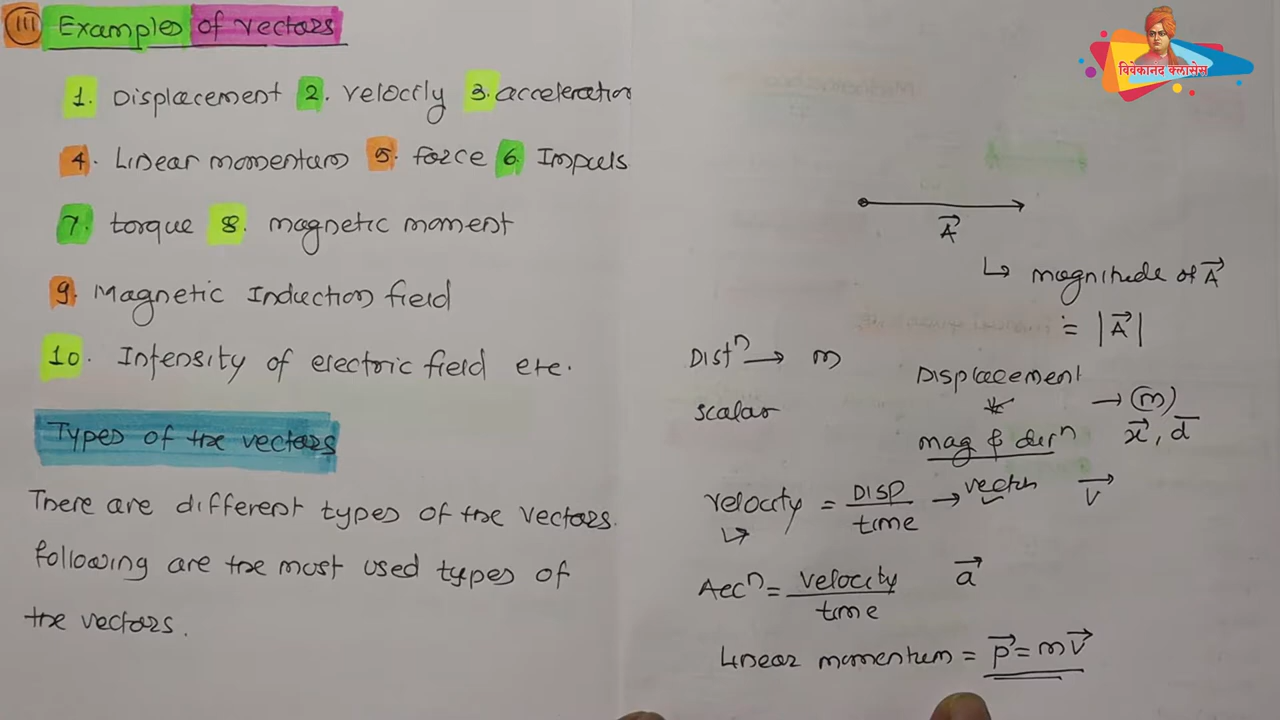 III Examples of vectors
1. Displacement 2. velocity 3. acceleration
4. Linear momentum 5. force 6. Impuls
7. torque 8. magnetic moment
9. Magnetic Induction field
10. Intensity of electric field etc.
Types of the vectors
There are different types of the vectors.
following are the most used types of
the vectors.
विवेकानंद क्लासेस
A⃗
↳ magnitude of A⃗
= |A⃗|
Distⁿ → m
scalar
Displacement → (m)
mag & dirⁿ x⃗, d⃗
velocity = Disp/time → vector v⃗
↳
Accⁿ = velocity/time a⃗
Linear momentum = p⃗ = mv⃗